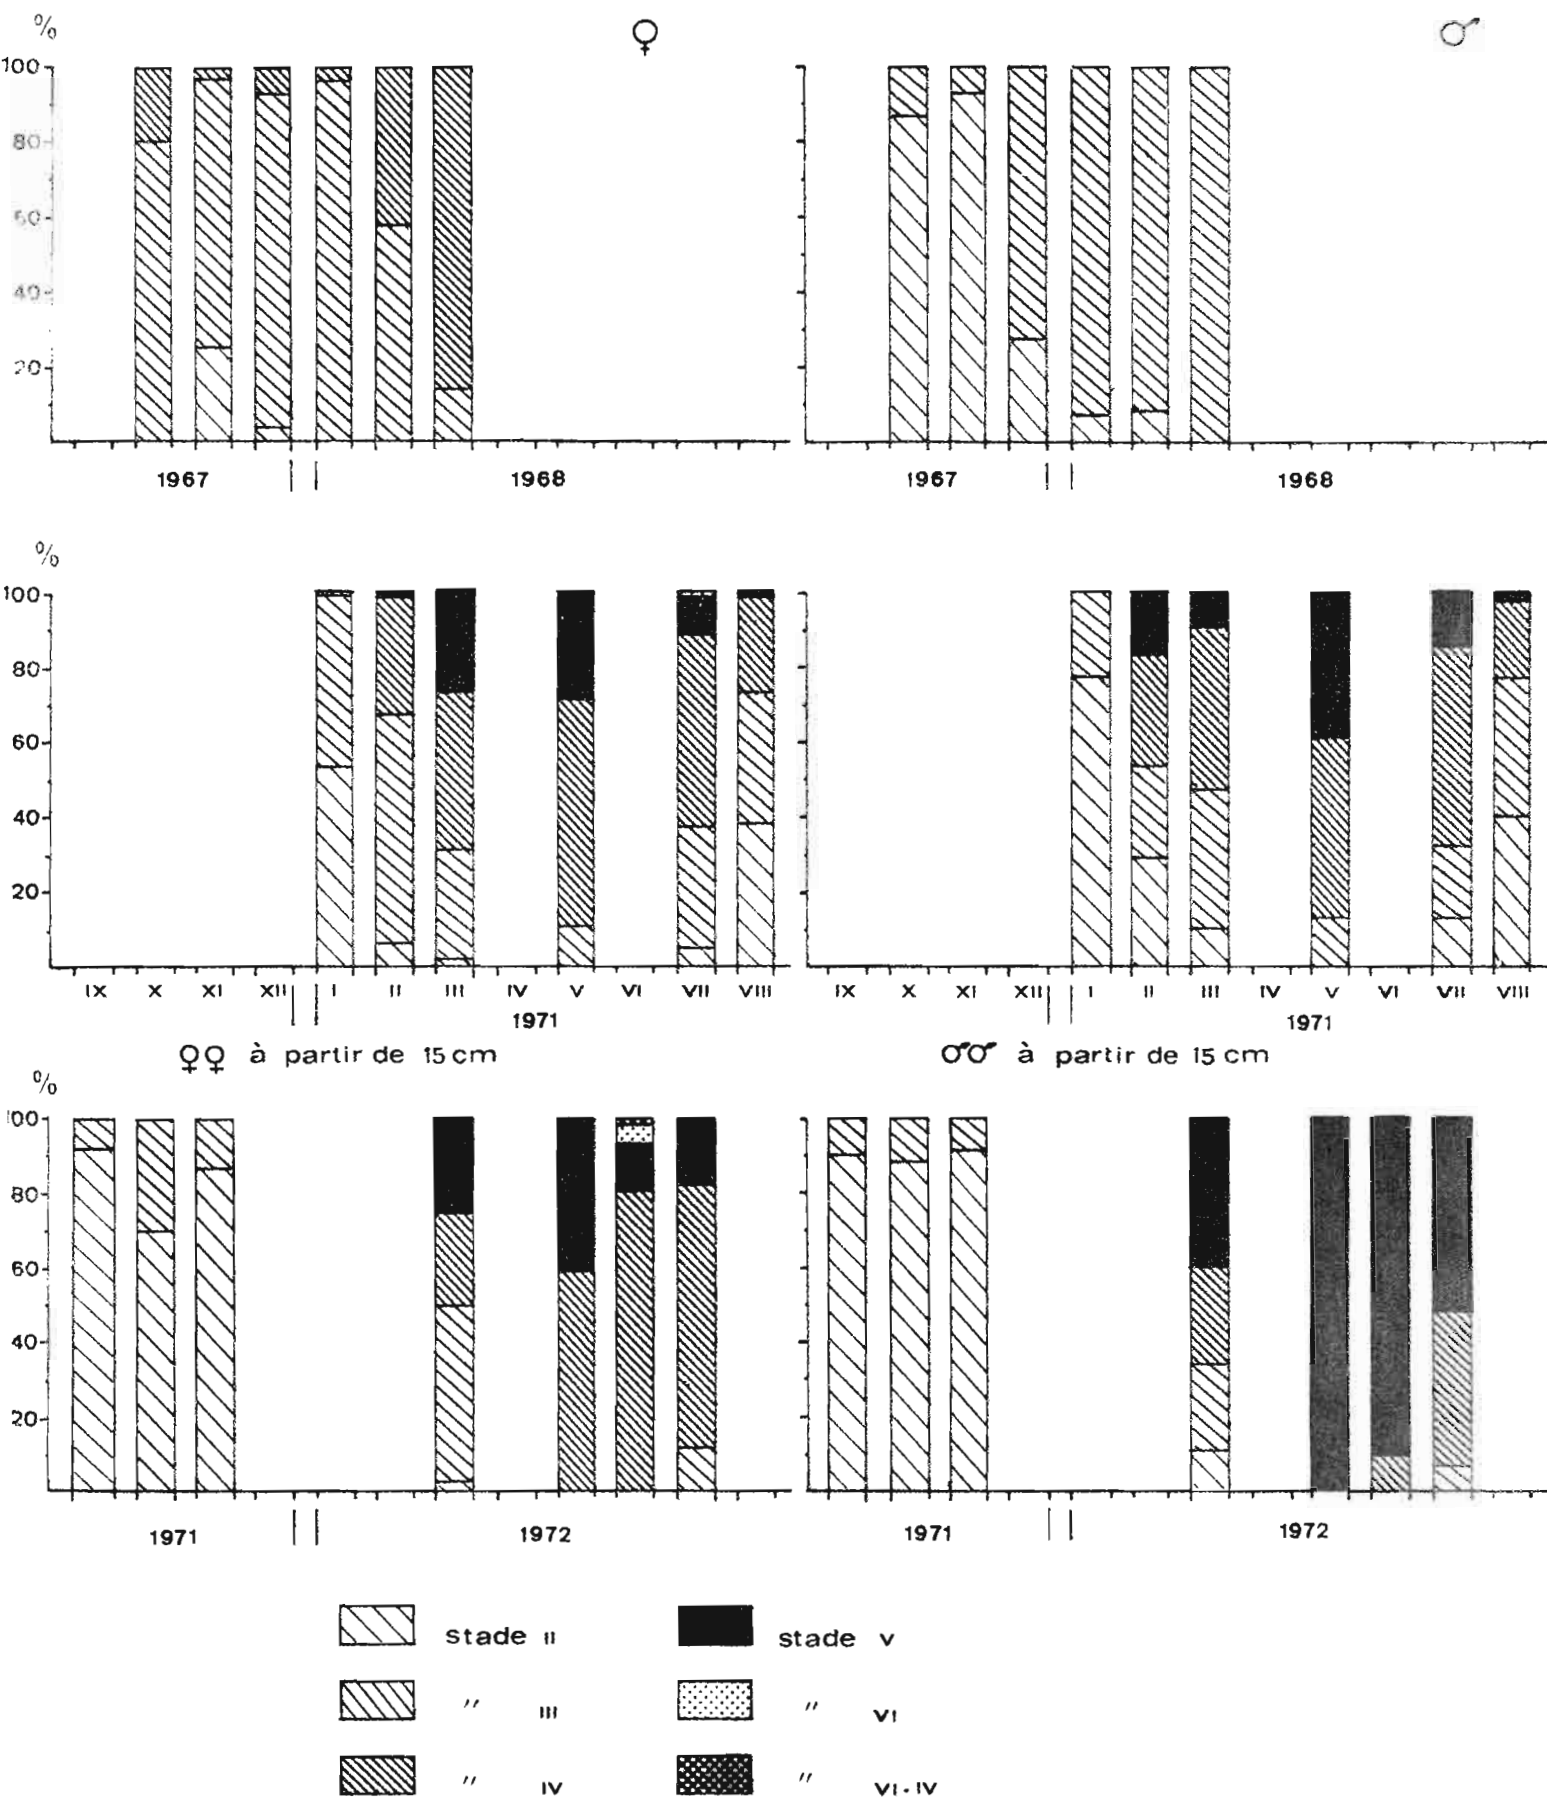 % ♀ ♂
100
80
60
40
20
1967 1968 1967 1968
%
100
80
60
40
20
IX X XI XII I II III IV V VI VII VIII IX X XI XII I II III IV V VI VII VIII
1971 1971
♀♀ à partir de 15 cm ♂♂ à partir de 15 cm
%
100
80
60
40
20
1971 1972 1971 1972
stade II stade V
" III " VI
" IV " VI-IV